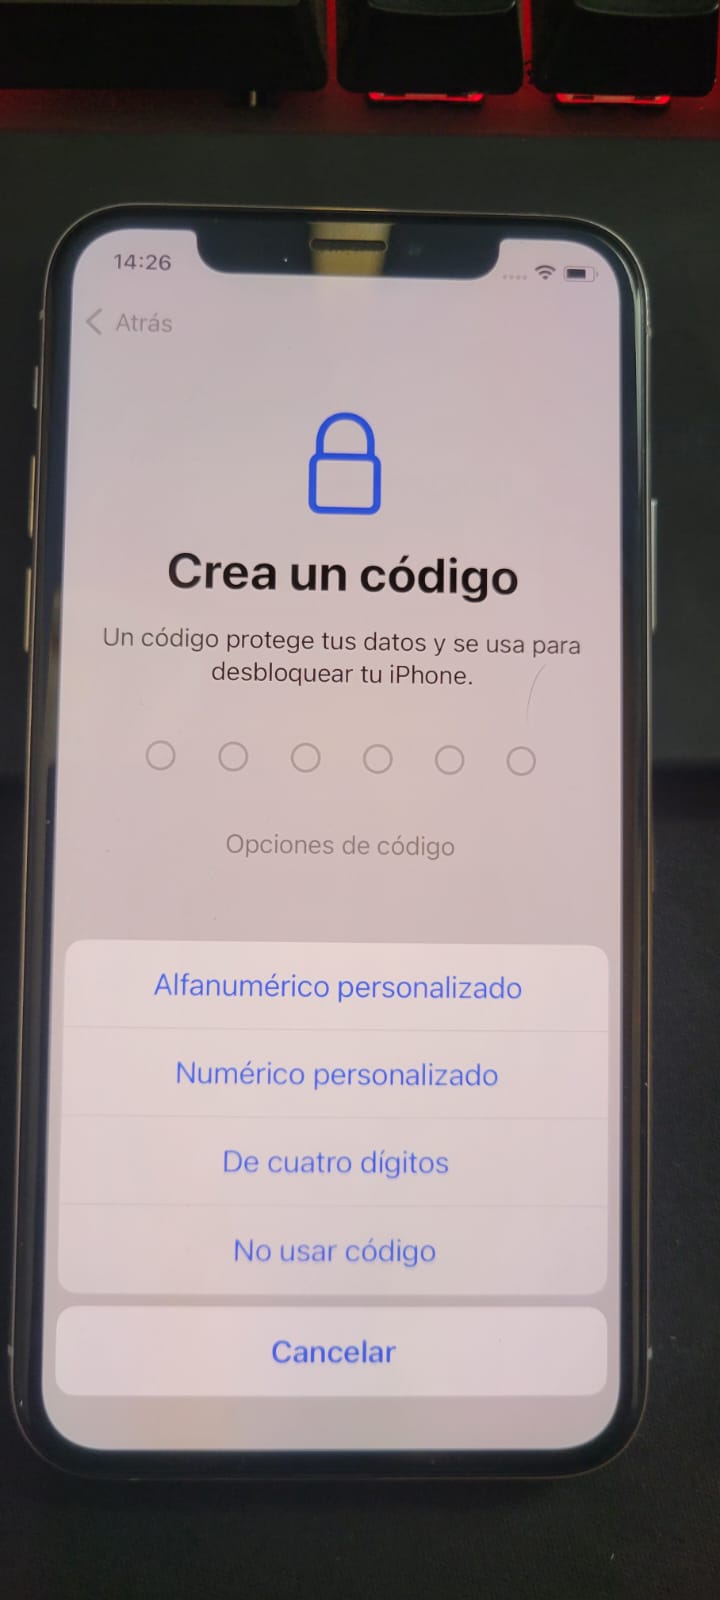 14:26
Atrás
Crea un código
Un código protege tus datos y se usa para
desbloquear tu iPhone.
Opciones de código
Alfanumérico personalizado
Numérico personalizado
De cuatro dígitos
No usar código
Cancelar